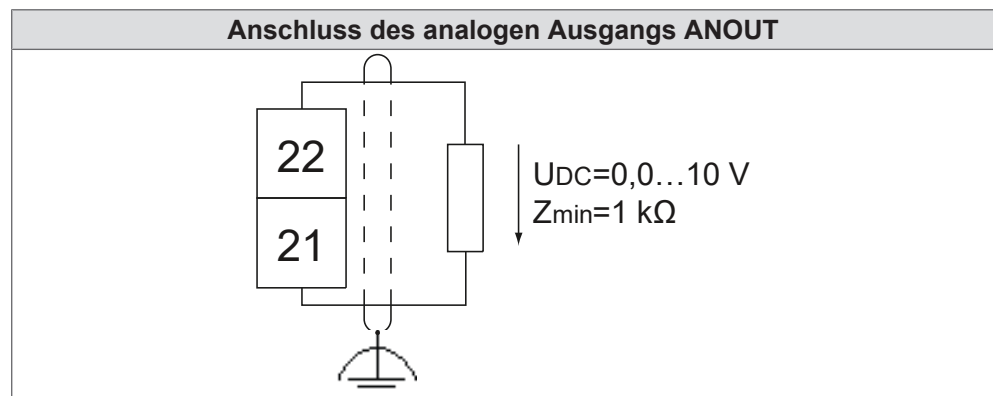 Anschluss des analogen Ausgangs ANOUT
22
21
UDC=0,0…10 V
Zmin=1 kΩ